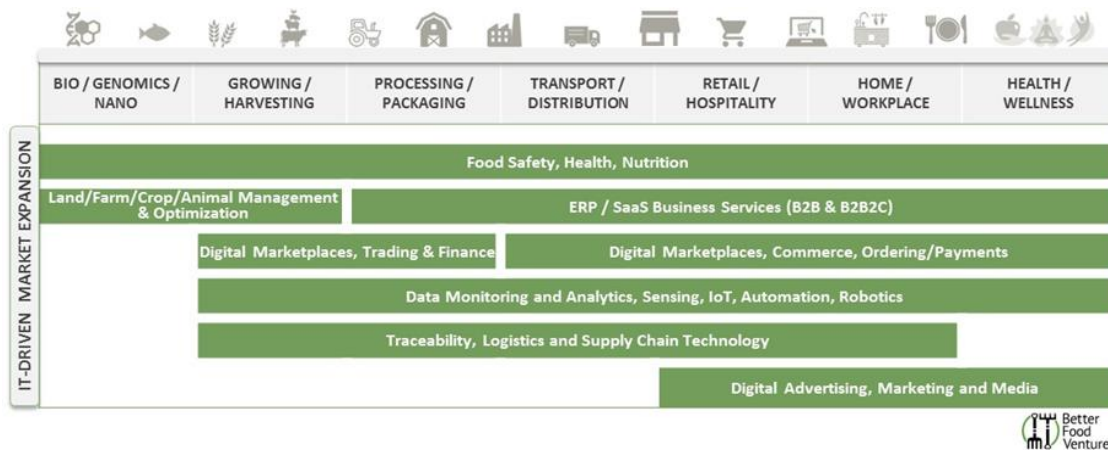 BIO / GENOMICS /
NANO
GROWING /
HARVESTING
PROCESSING /
PACKAGING
TRANSPORT /
DISTRIBUTION
RETAIL /
HOSPITALITY
HOME /
WORKPLACE
HEALTH /
WELLNESS
IT-DRIVEN MARKET EXPANSION
Food Safety, Health, Nutrition
Land/Farm/Crop/Animal Management
& Optimization
ERP / SaaS Business Services (B2B & B2B2C)
Digital Marketplaces, Trading & Finance
Digital Marketplaces, Commerce, Ordering/Payments
Data Monitoring and Analytics, Sensing, IoT, Automation, Robotics
Traceability, Logistics and Supply Chain Technology
Digital Advertising, Marketing and Media
Better
Food
Venture